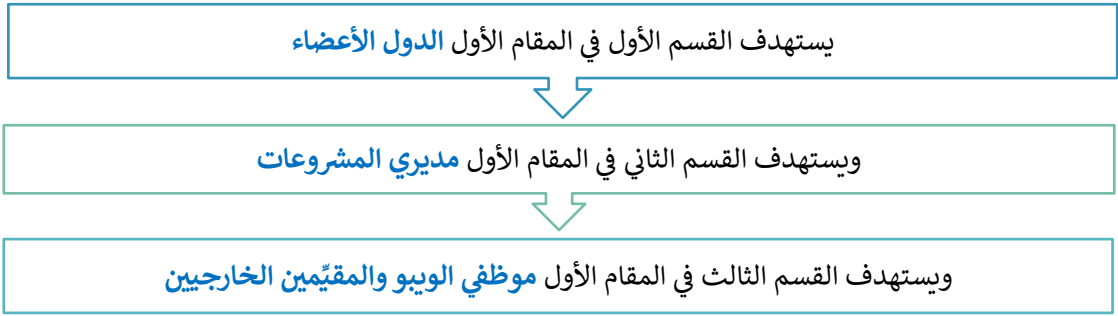 يستهدف القسم الأول في المقام الأول الدول الأعضاء
ويستهدف القسم الثاني في المقام الأول مديري المشروعات
ويستهدف القسم الثالث في المقام الأول موظفي الويبو والمقيِّمين الخارجيين